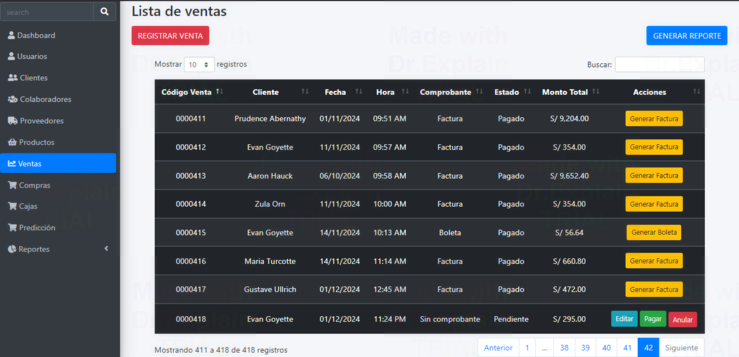 search
Dashboard
Usuarios
Clientes
Colaboradores
Proveedores
Productos
Ventas
Compras
Cajas
Predicción
Reportes
Lista de ventas
REGISTRAR VENTA
GENERAR REPORTE
Mostrar 10 registros
Buscar:
Código Venta Cliente Fecha Hora Comprobante Estado Monto Total Acciones
0000411 Prudence Abernathy 01/11/2024 09:51 AM Factura Pagado S/ 9,204.00 Generar Factura
0000412 Evan Goyette 11/11/2024 09:57 AM Factura Pagado S/ 354.00 Generar Factura
0000413 Aaron Hauck 06/10/2024 09:58 AM Factura Pagado S/ 9,652.40 Generar Factura
0000414 Zula Orn 11/11/2024 10:00 AM Factura Pagado S/ 354.00 Generar Factura
0000415 Evan Goyette 14/11/2024 10:13 AM Boleta Pagado S/ 56.64 Generar Boleta
0000416 Maria Turcotte 14/11/2024 11:14 AM Factura Pagado S/ 660.80 Generar Factura
0000417 Gustave Ullrich 01/12/2024 12:45 AM Factura Pagado S/ 472.00 Generar Factura
0000418 Evan Goyette 01/12/2024 11:24 PM Sin comprobante Pendiente S/ 295.00 Editar Pagar Anular
Mostrando 411 a 418 de 418 registros
Anterior 1 ... 38 39 40 41 42 Siguiente
Made with
Dr.Explain